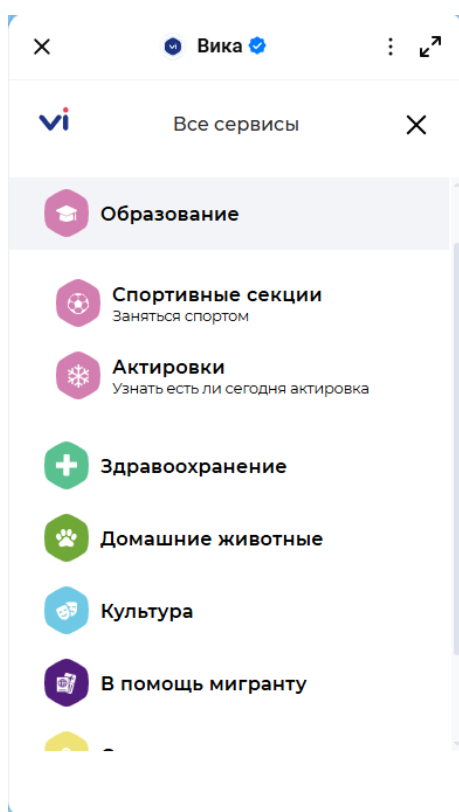 Вика
vi
Все сервисы
Образование
Спортивные секции
Заняться спортом
Актировки
Узнать есть ли сегодня актировка
Здравоохранение
Домашние животные
Культура
В помощь мигранту